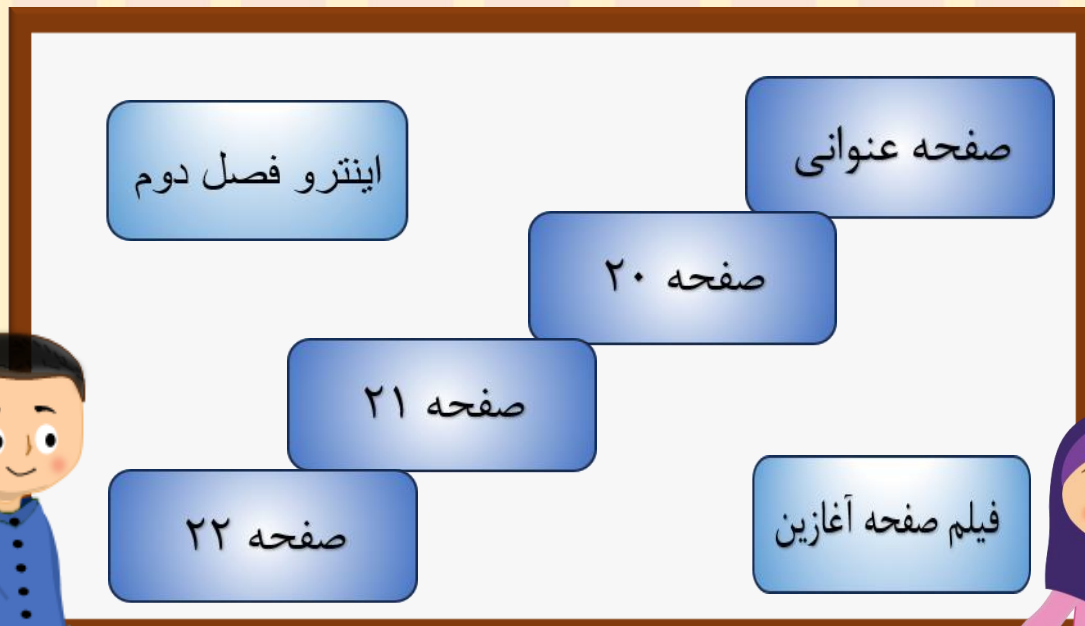 صفحه عنوانی
اینترو فصل دوم
صفحه ۲۰
صفحه ۲۱
صفحه ۲۲
فیلم صفحه آغازین